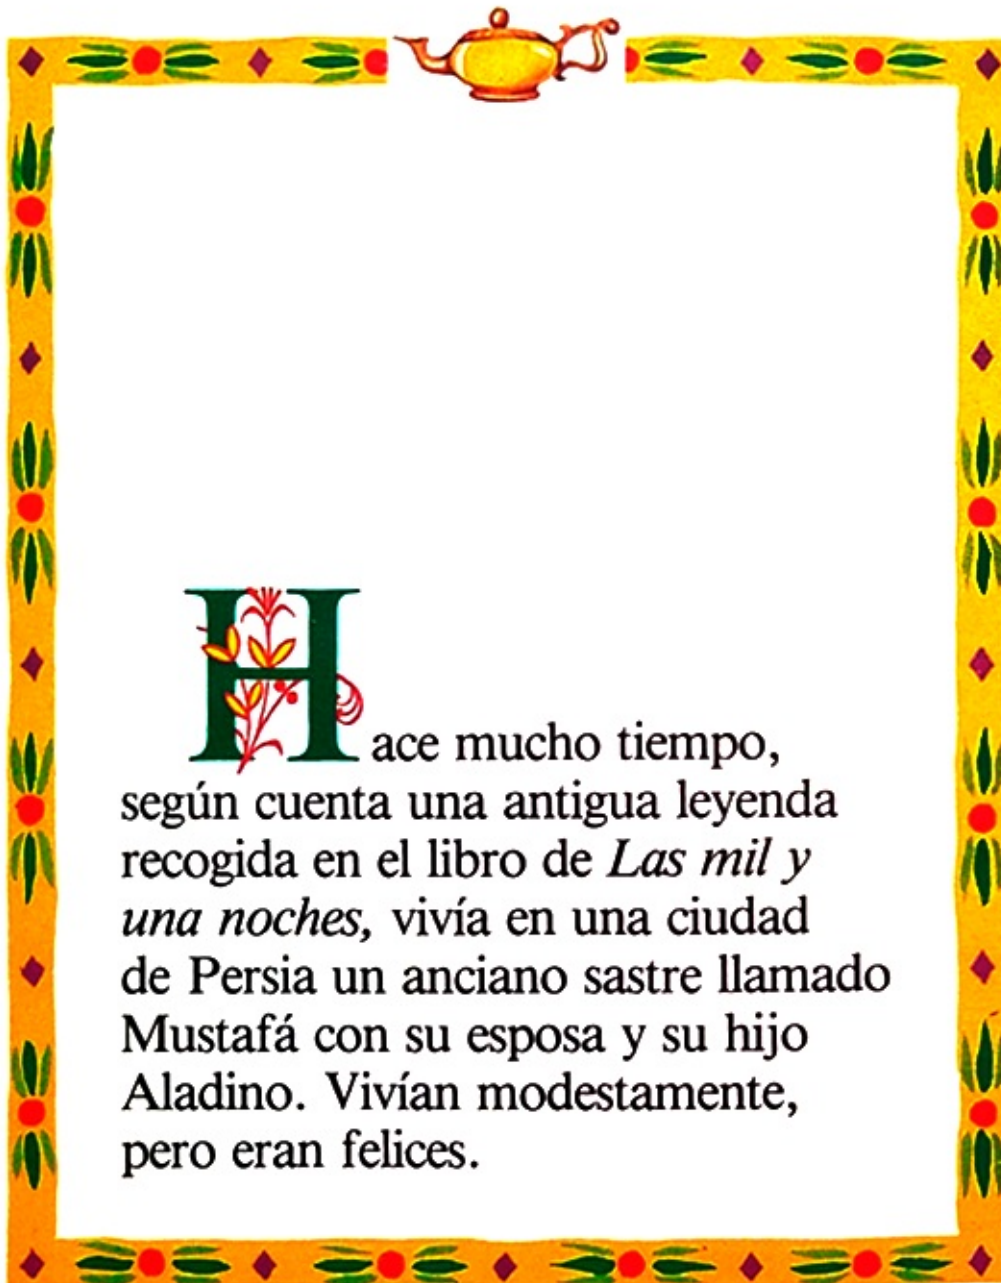 Hace mucho tiempo,
según cuenta una antigua leyenda
recogida en el libro de Las mil y
una noches, vivía en una ciudad
de Persia un anciano sastre llamado
Mustafá con su esposa y su hijo
Aladino. Vivían modestamente,
pero eran felices.